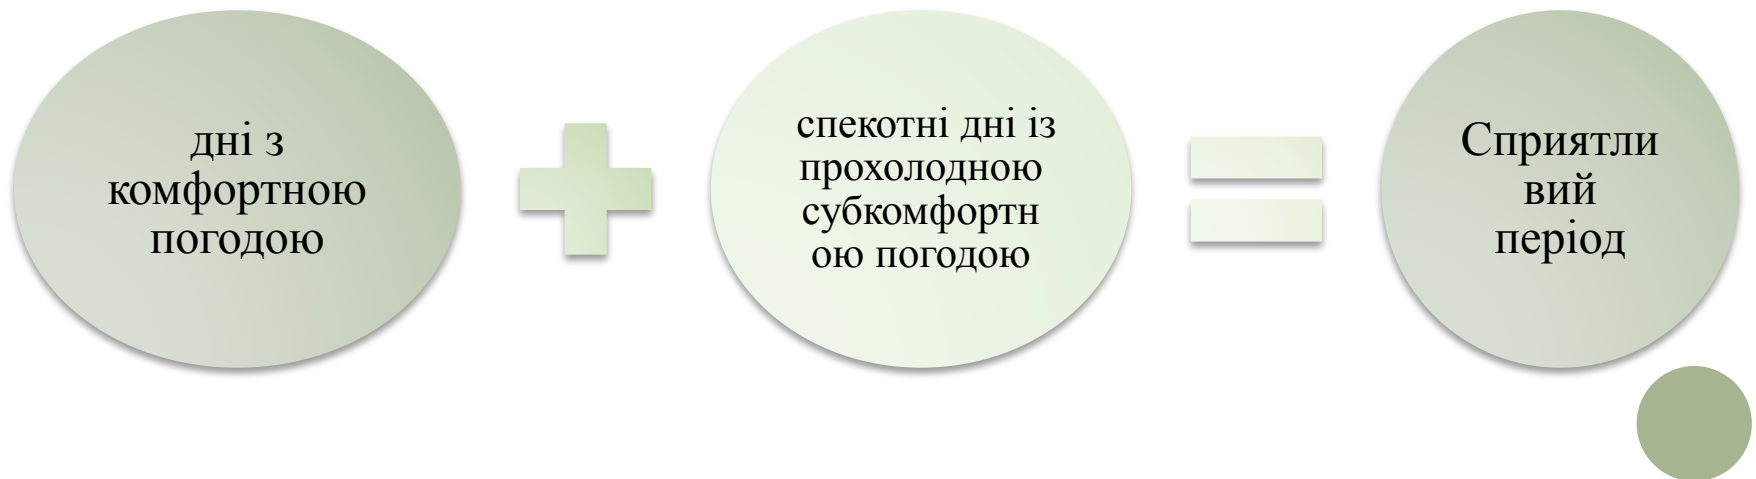 дні з
комфортною
погодою
спекотні дні із
прохолодною
субкомфортн
ою погодою
Сприятли
вий
період